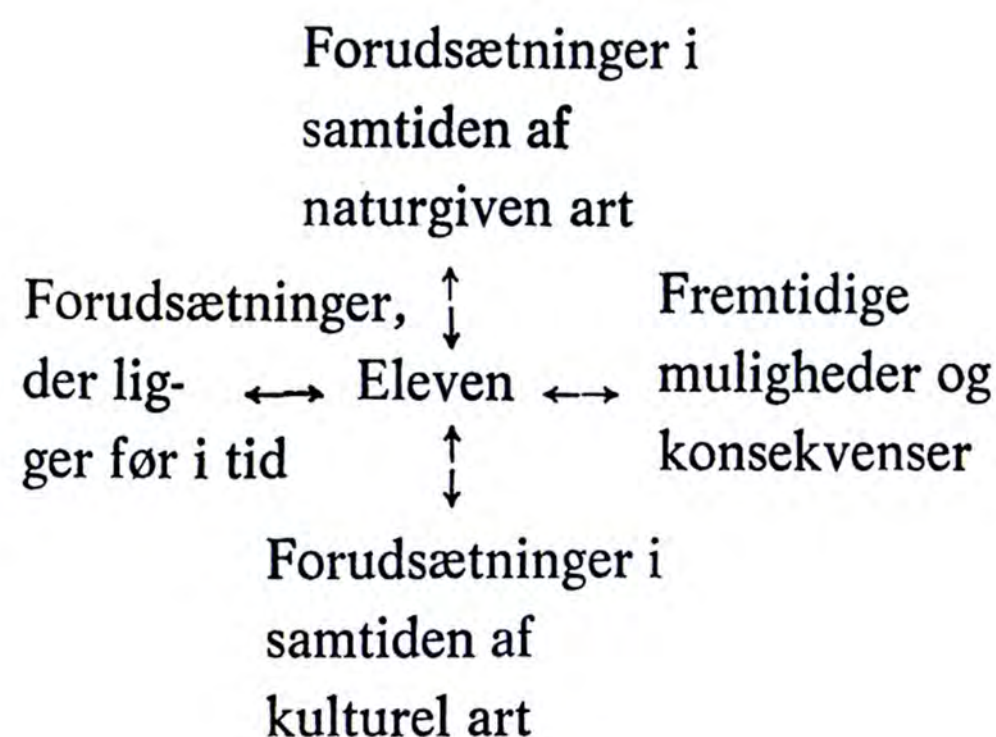 Forudsætninger i
samtiden af
naturgiven art
Forudsætninger,
der lig-
ger før i tid
Eleven
Fremtidige
muligheder og
konsekvenser
Forudsætninger i
samtiden af
kulturel art